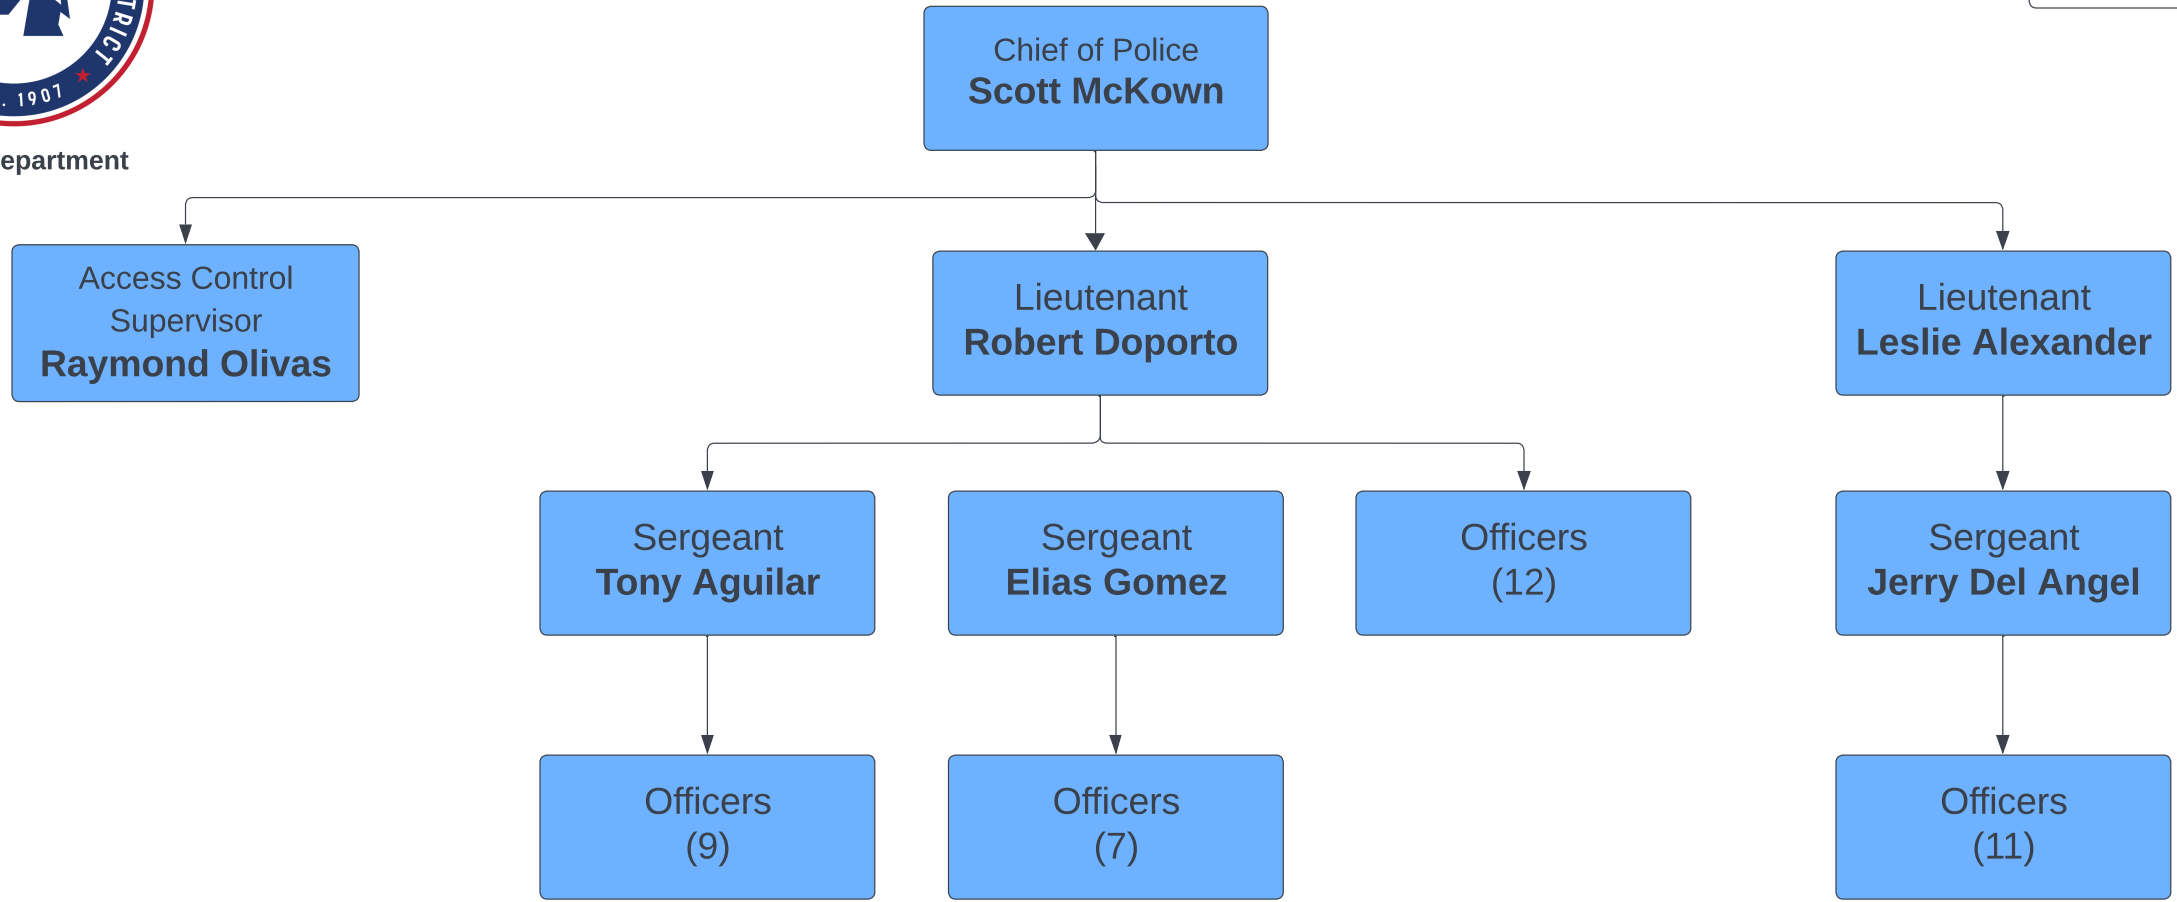 TRICT
. 1907
epartment
Chief of Police
Scott McKown
Access Control
Supervisor
Raymond Olivas
Lieutenant
Robert Doporto
Lieutenant
Leslie Alexander
Sergeant
Tony Aguilar
Sergeant
Elias Gomez
Officers
(12)
Sergeant
Jerry Del Angel
Officers
(9)
Officers
(7)
Officers
(11)